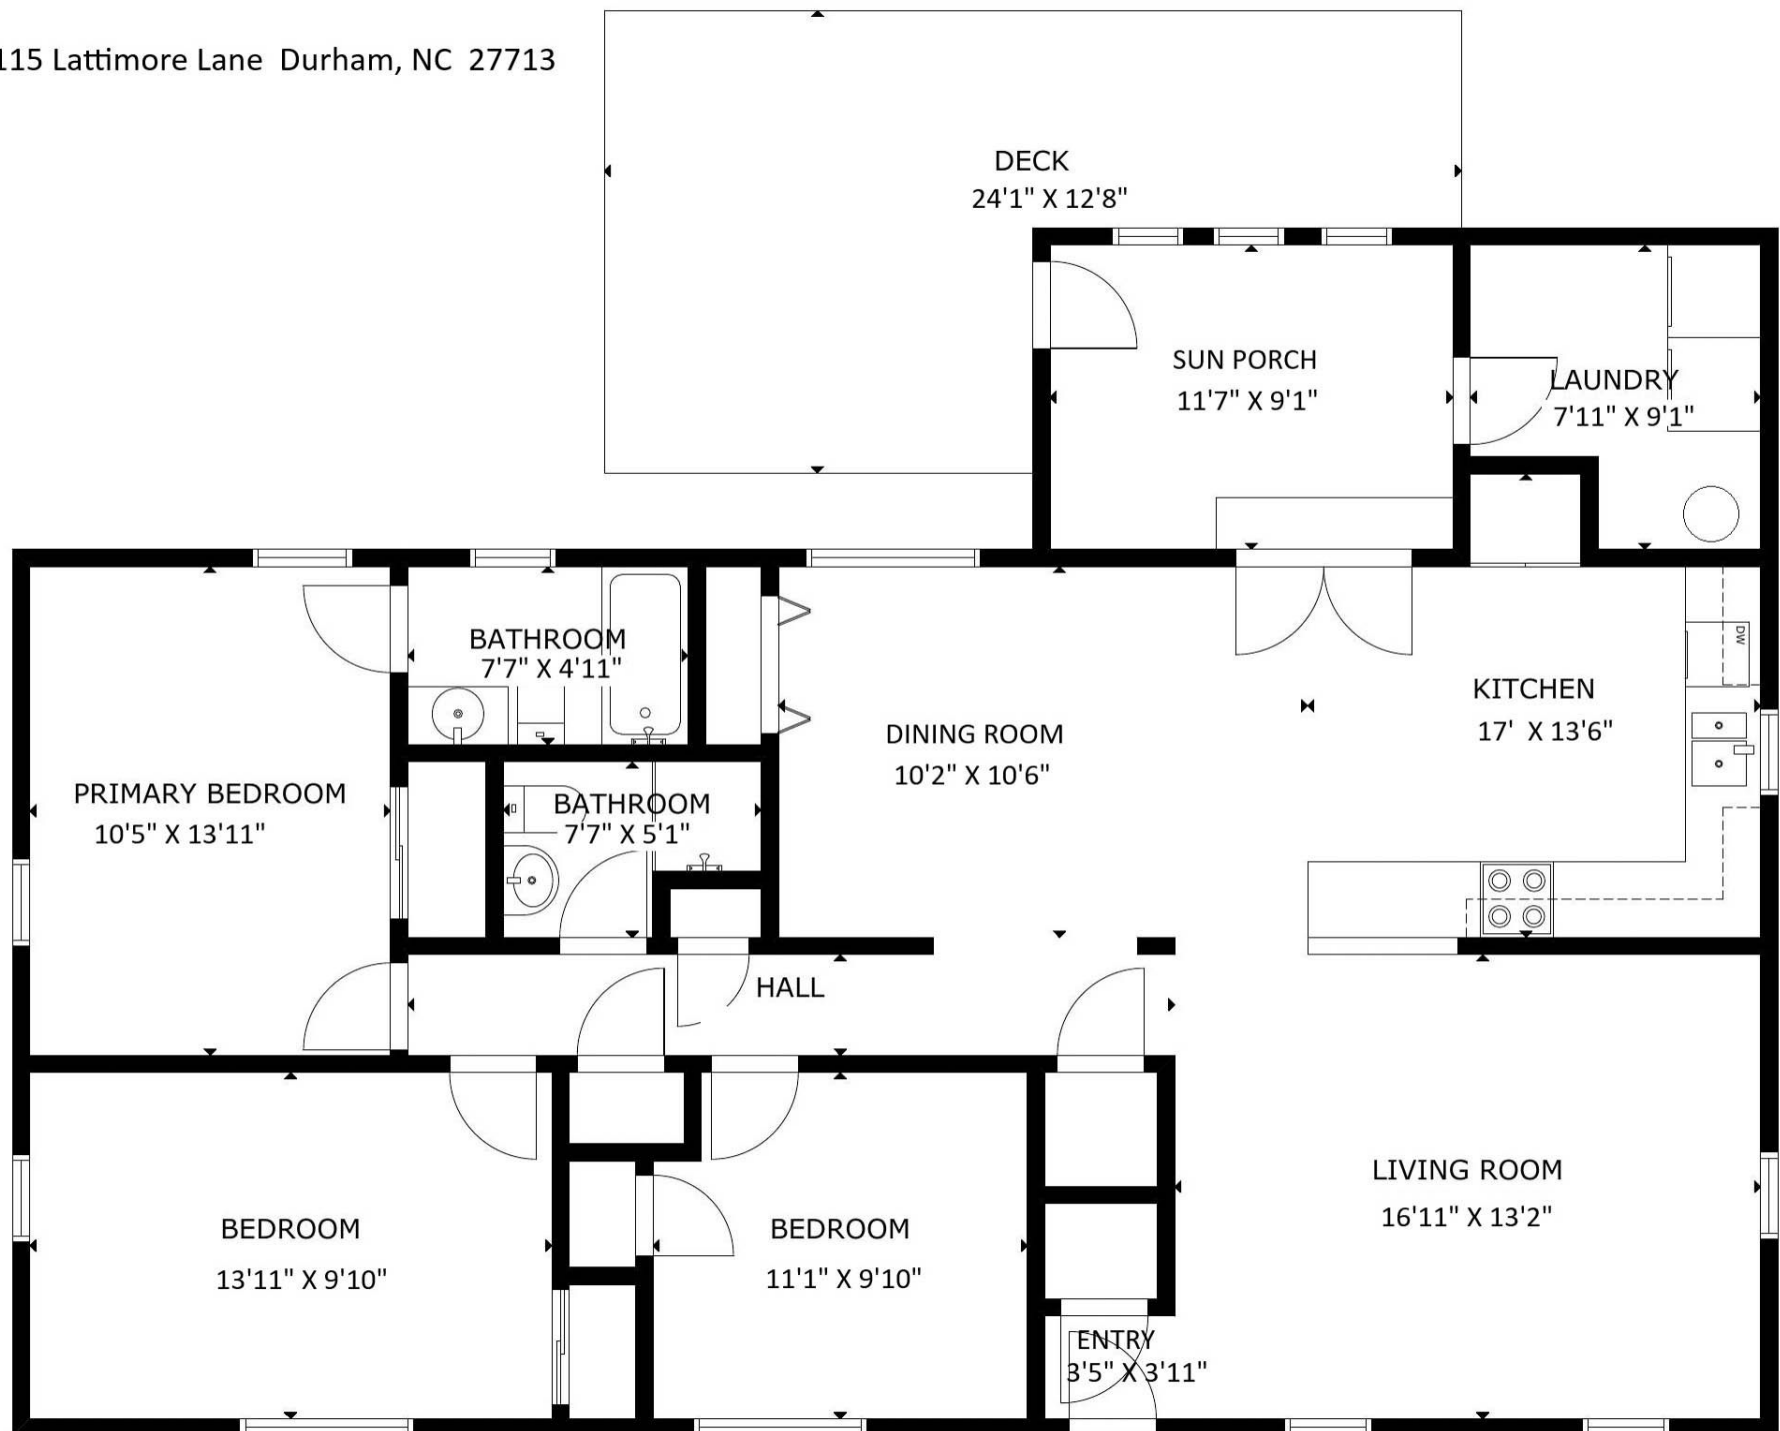 115 Lattimore Lane Durham, NC 27713
DECK
24'1" X 12'8"
SUN PORCH
11'7" X 9'1"
LAUNDRY
7'11" X 9'1"
BATHROOM
7'7" X 4'11"
DW
KITCHEN
17' X 13'6"
DINING ROOM
10'2" X 10'6"
PRIMARY BEDROOM
10'5" X 13'11"
BATHROOM
7'7" X 5'1"
HALL
LIVING ROOM
16'11" X 13'2"
BEDROOM
13'11" X 9'10"
BEDROOM
11'1" X 9'10"
ENTRY
3'5" X 3'11"